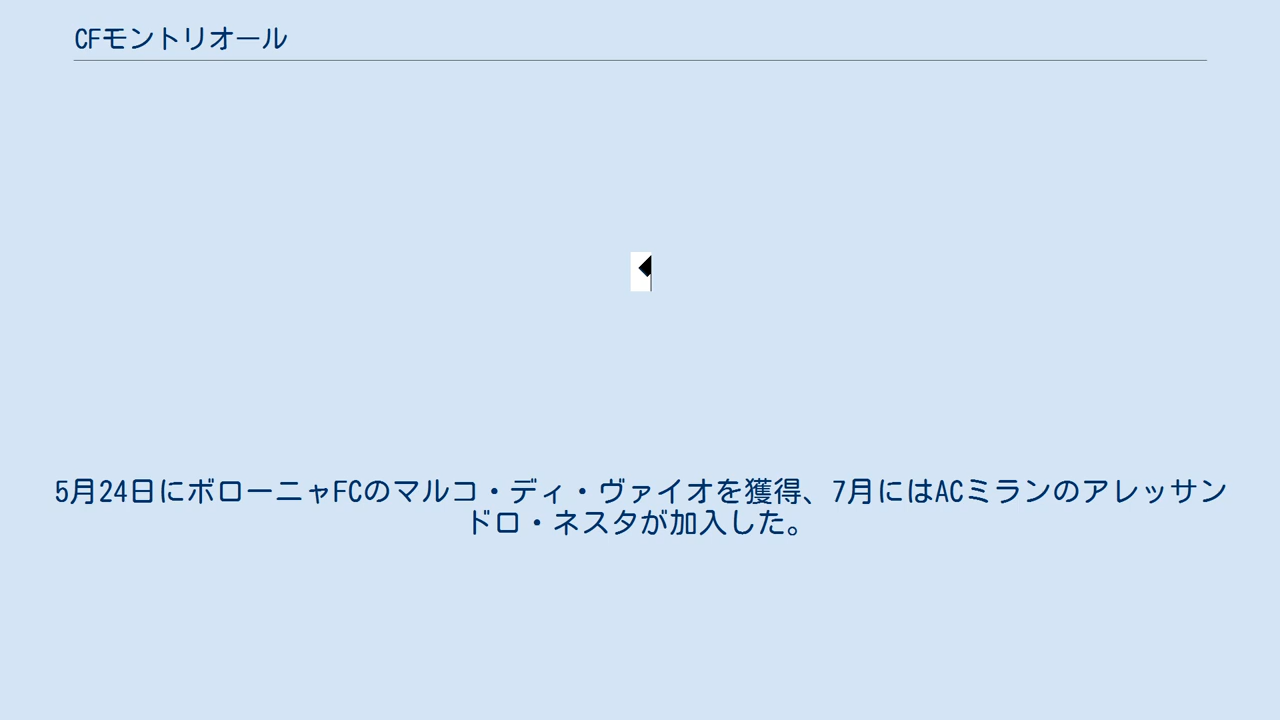 CFモントリオール
5月24日にボローニャFCのマルコ・ディ・ヴァイオを獲得、7月にはACミランのアレッサン
ドロ・ネスタが加入した。